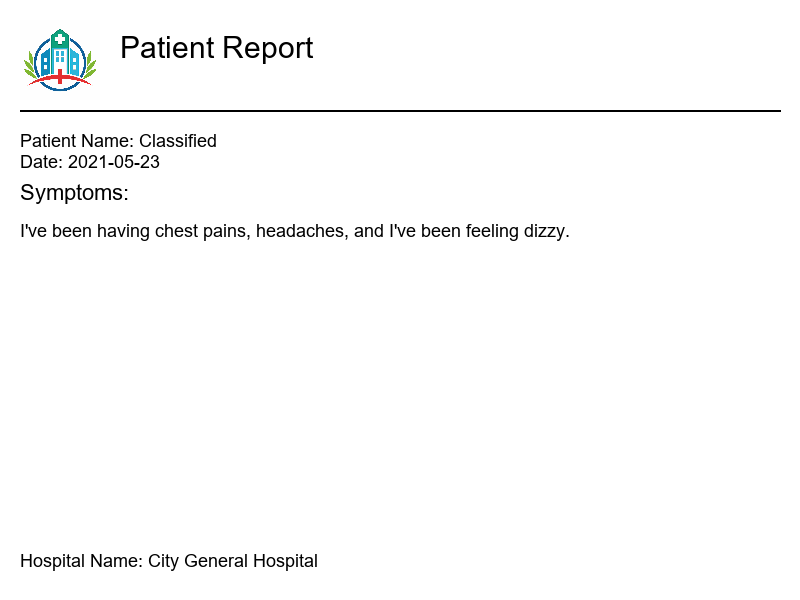 Patient Report
Patient Name: Classified
Date: 2021-05-23
Symptoms:
I've been having chest pains, headaches, and I've been feeling dizzy.
Hospital Name: City General Hospital